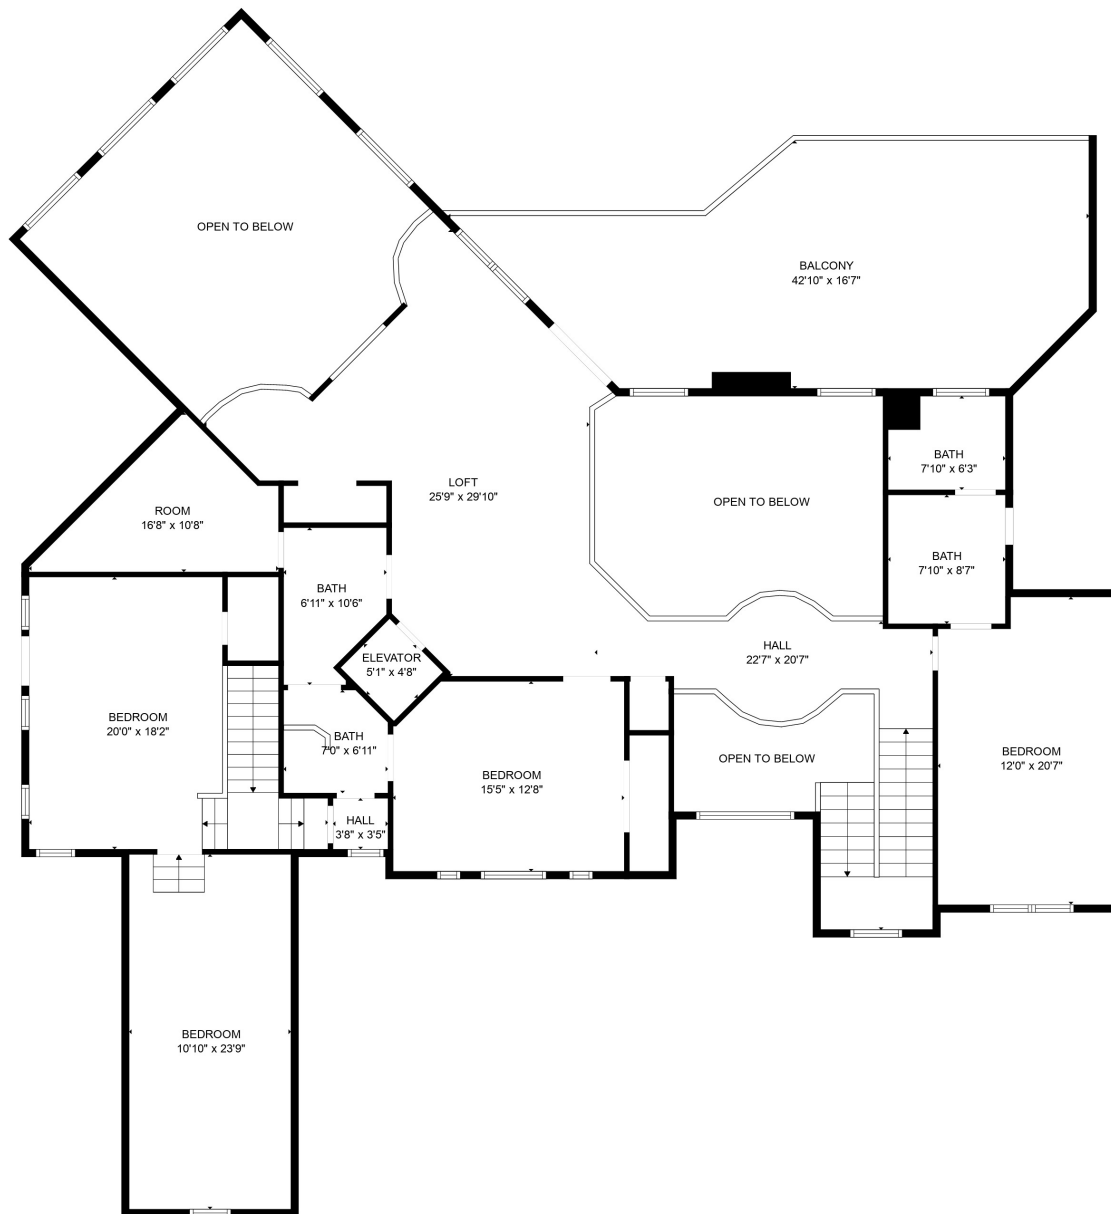 OPEN TO BELOW
BALCONY
42'10" x 16'7"
BATH
7'10" x 6'3"
LOFT
25'9" x 29'10"
OPEN TO BELOW
ROOM
16'8" x 10'8"
BATH
7'10" x 8'7"
BATH
6'11" x 10'6"
HALL
22'7" x 20'7"
ELEVATOR
5'1" x 4'8"
BEDROOM
20'0" x 18'2"
BATH
7'0" x 6'11"
BEDROOM
12'0" x 20'7"
OPEN TO BELOW
BEDROOM
15'5" x 12'8"
HALL
3'8" x 3'5"
BEDROOM
10'10" x 23'9"